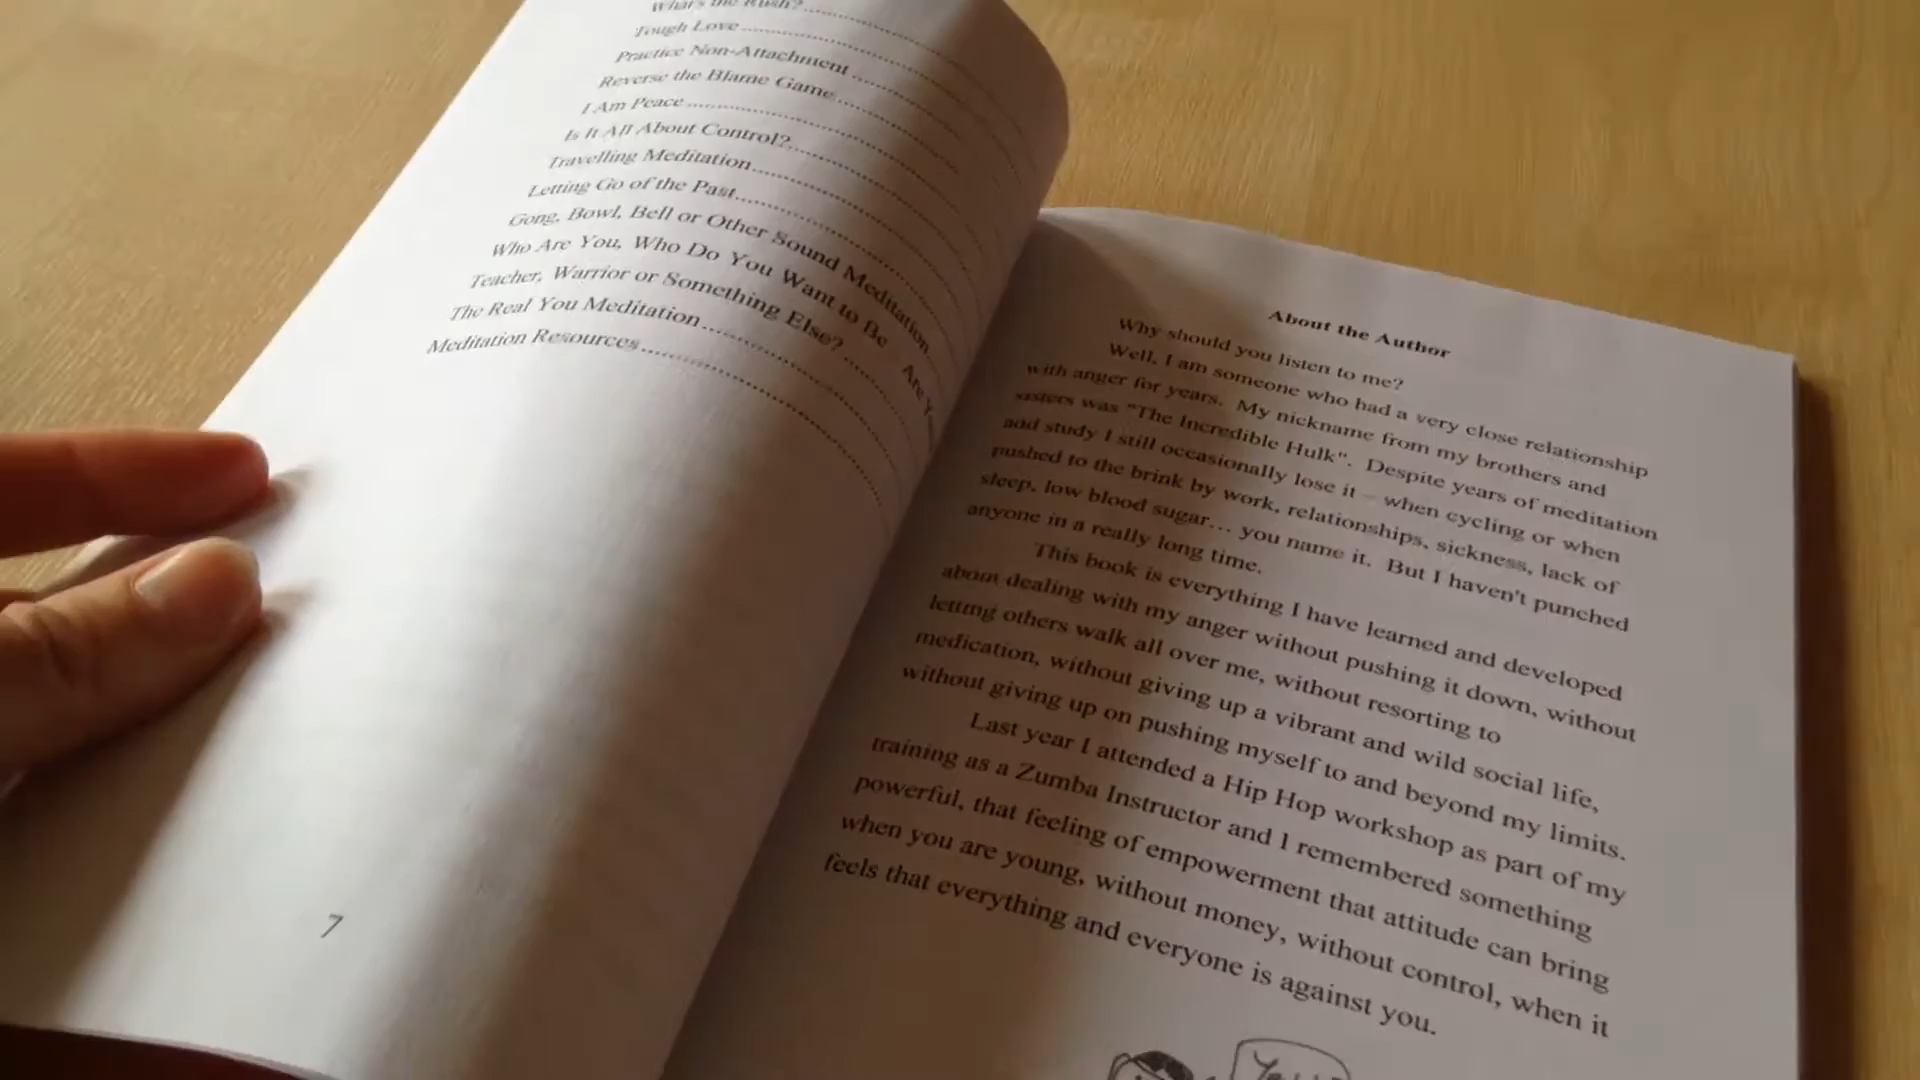 What's the Rush?
Tough Love
Practice Non-Attachment
Reverse the Blame Game
I Am Peace
Is It All About Control?
Travelling Meditation
Letting Go of the Past
Gong, Bowl, Bell or Other Sound Meditation
Who Are You, Who Do You Want to Be Are
Teacher, Warrior or Something Else?
The Real You Meditation
Meditation Resources
7
About the Author
Why should you listen to me?
Well, I am someone who had a very close relationship
with anger for years. My nickname from my brothers and
sisters was "The Incredible Hulk". Despite years of meditation
and study I still occasionally lose it – when cycling or when
pushed to the brink by work, relationships, sickness, lack of
sleep, low blood sugar... you name it. But I haven't punched
anyone in a really long time.
This book is everything I have learned and developed
about dealing with my anger without pushing it down, without
letting others walk all over me, without resorting to
medication, without giving up a vibrant and wild social life,
without giving up on pushing myself to and beyond my limits.
Last year I attended a Hip Hop workshop as part of my
training as a Zumba Instructor and I remembered something
powerful, that feeling of empowerment that attitude can bring
when you are young, without money, without control, when it
feels that everything and everyone is against you.